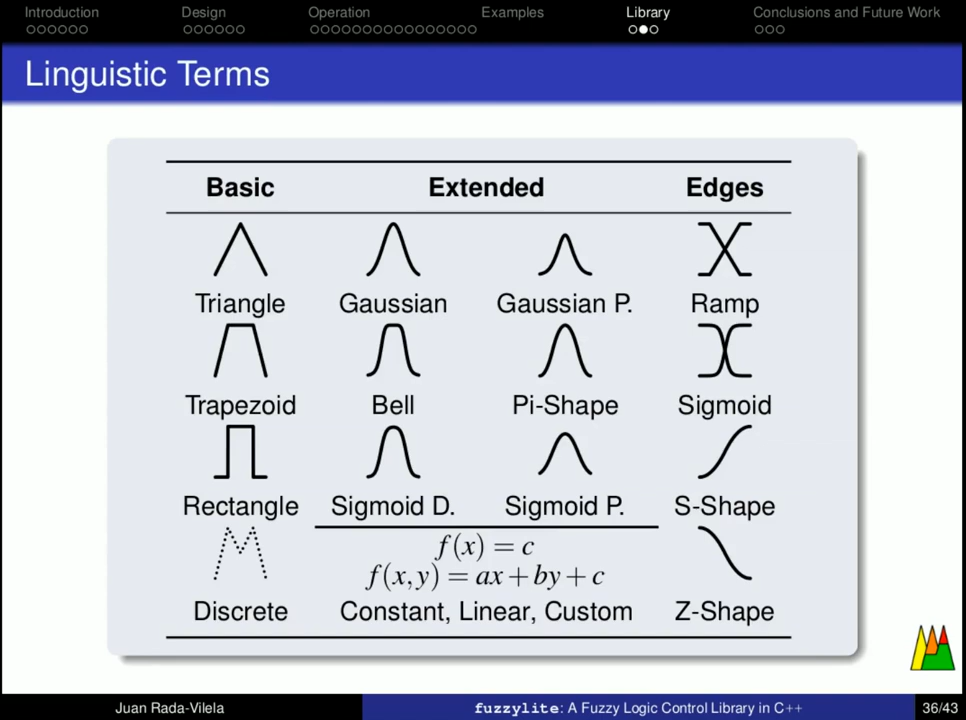 Introduction Design Operation Examples Library Conclusions and Future Work
Linguistic Terms
Basic Extended Edges
Triangle Gaussian Gaussian P. Ramp
Trapezoid Bell Pi-Shape Sigmoid
Rectangle Sigmoid D. Sigmoid P. S-Shape
f(x) = c
f(x,y) = ax+by+c
Discrete Constant, Linear, Custom Z-Shape
Juan Rada-Vilela fuzzylite: A Fuzzy Logic Control Library in C++ 36/43